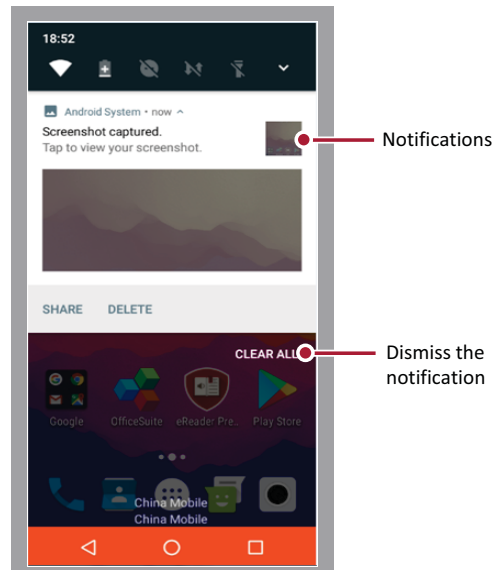 18:52
Android System • now
Screenshot captured.
Tap to view your screenshot.
Notifications
SHARE DELETE
CLEAR ALL
Dismiss the
notification
Google OfficeSuite eReader Pre.. Play Store
China Mobile
China Mobile